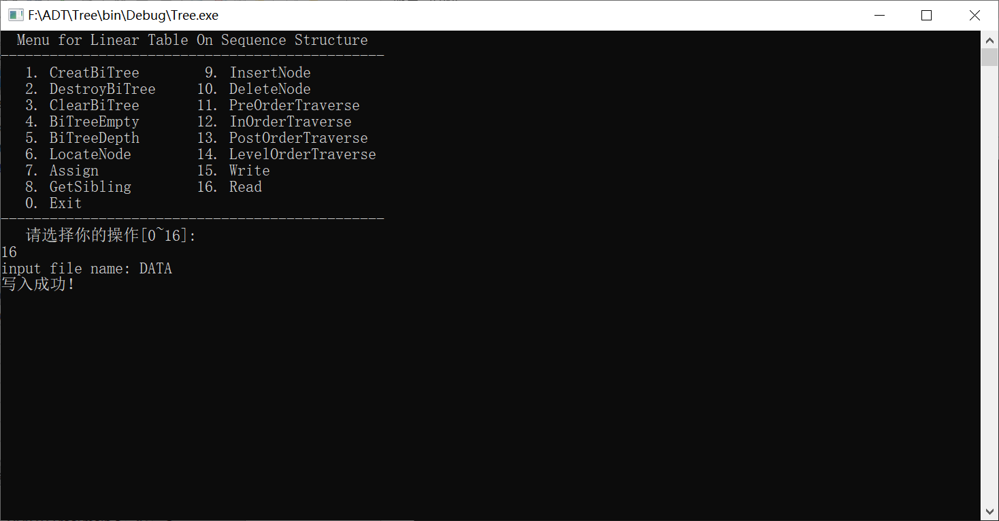 F:\ADT\Tree\bin\Debug\Tree.exe
Menu for Linear Table On Sequence Structure
-----------------------------------------------
1. CreatBiTree 9. InsertNode
2. DestroyBiTree 10. DeleteNode
3. ClearBiTree 11. PreOrderTraverse
4. BiTreeEmpty 12. InOrderTraverse
5. BiTreeDepth 13. PostOrderTraverse
6. LocateNode 14. LevelOrderTraverse
7. Assign 15. Write
8. GetSibling 16. Read
0. Exit
-----------------------------------------------
请选择你的操作[0~16]:
16
input file name: DATA
写入成功!